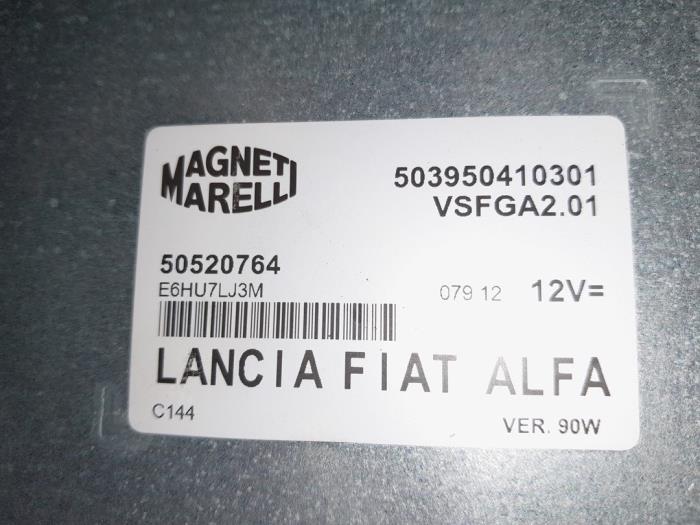 MAGNETI
MARELLI
503950410301
VSFGA2.01
50520764
E6HU7LJ3M
079 12
12V=
LANCIA FIAT ALFA
C144
VER. 90W